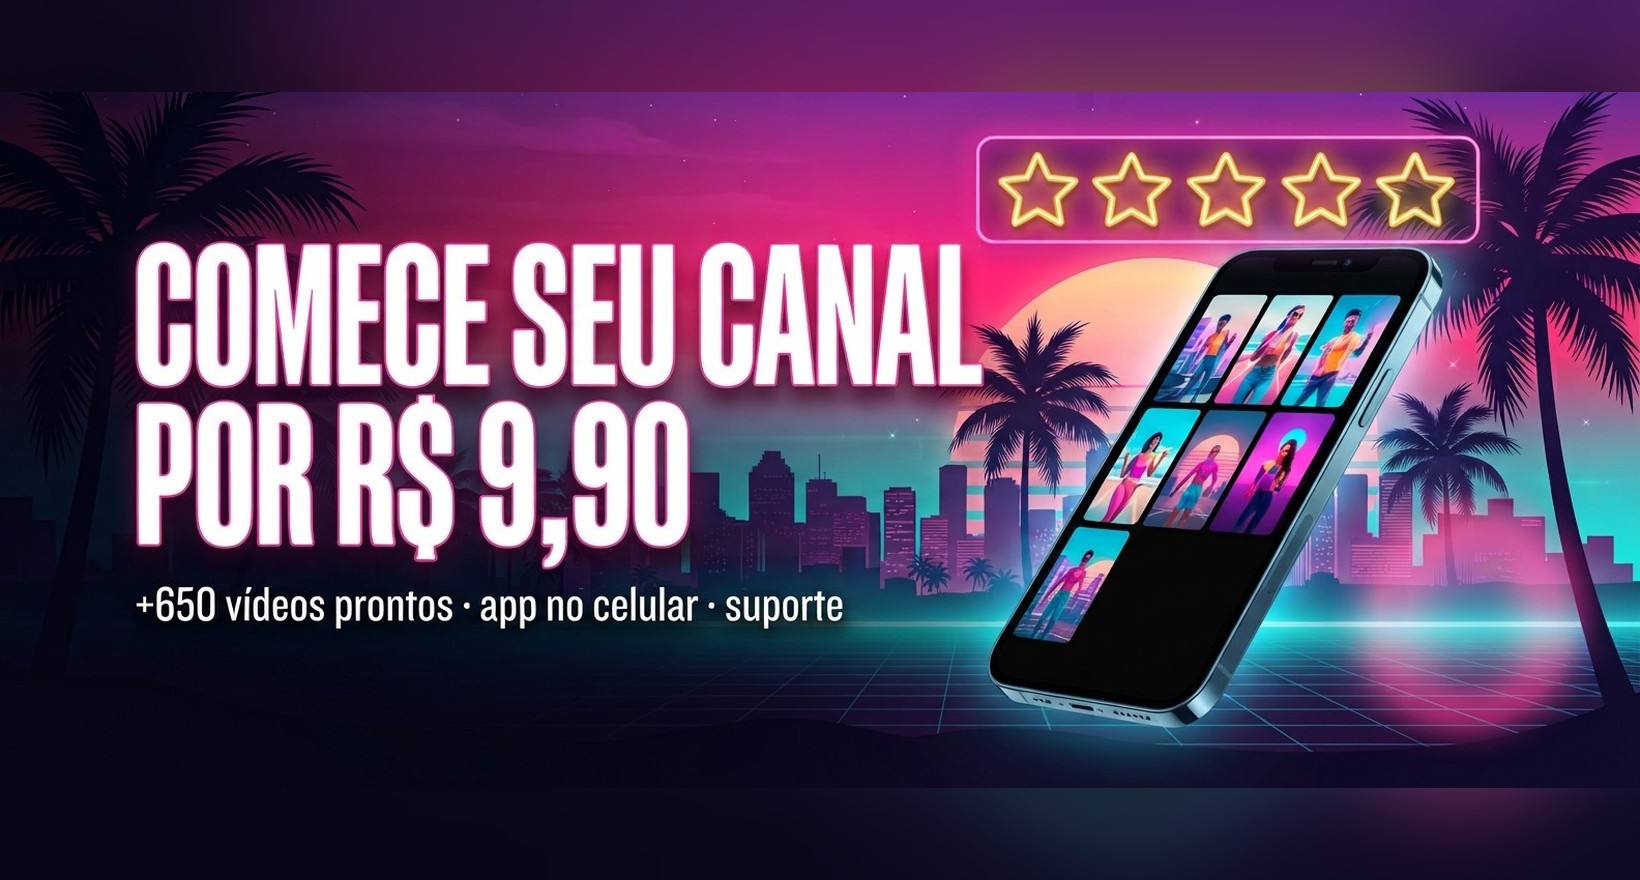 COMECE SEU CANAL
POR R$ 9,90
+650 vídeos prontos · app no celular · suporte